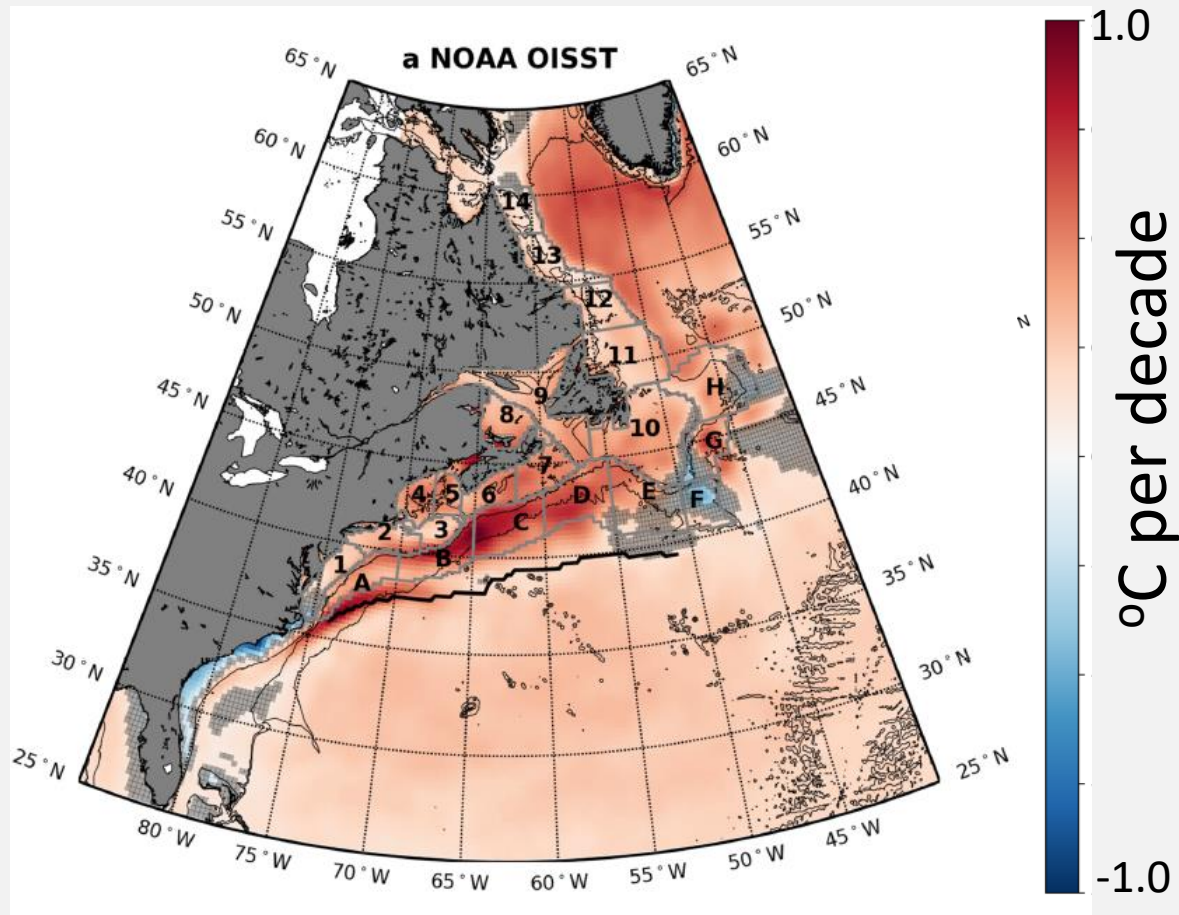 a NOAA OISST
65°N
65°N
60°N
60°N
55°N
55°N
50°N
50°N
45°N
45°N
40°N
40°N
35°N
35°N
30°N
30°N
25°N
25°N
80°W
75°W
70°W
65°W
60°W
55°W
50°W
45°W
14
13
12
11
H
9
8
10
G
7
4
5
6
D
E
F
2
3
C
1
B
A
N
1.0
°C per decade
-1.0